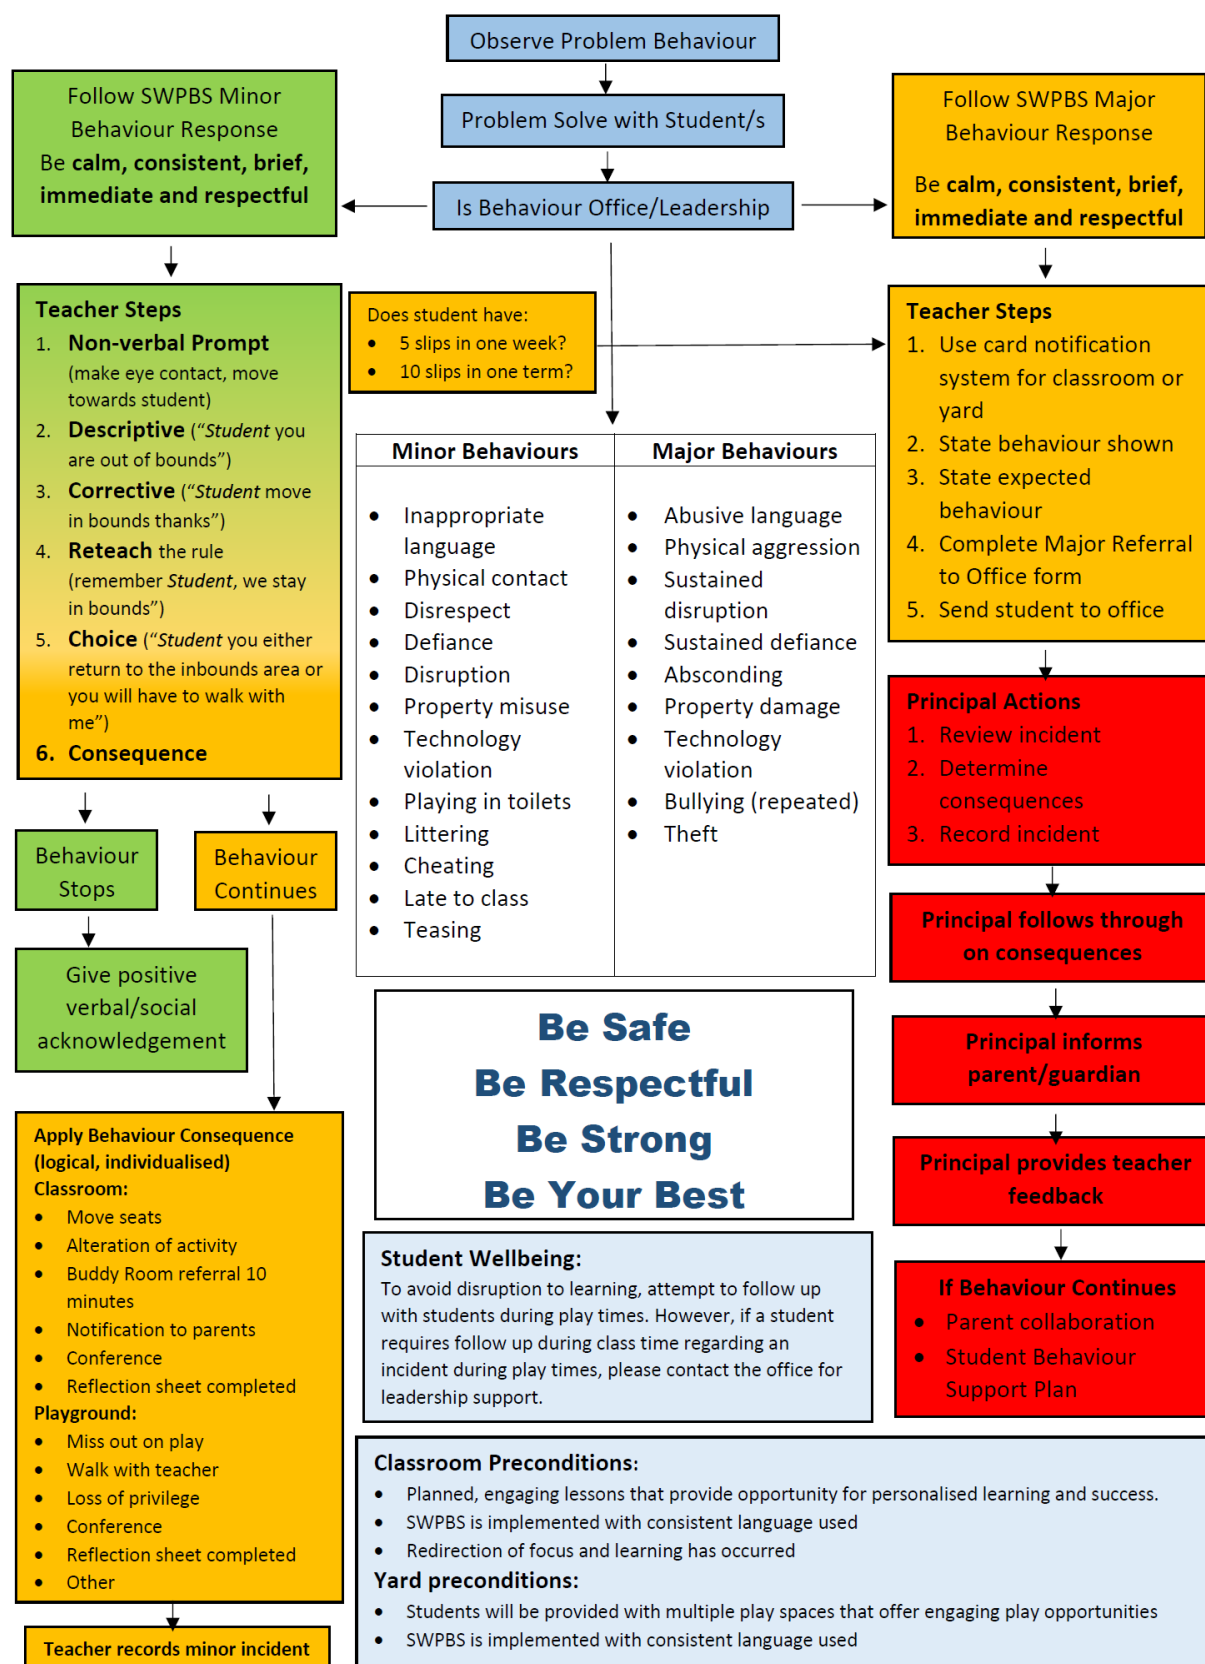 Observe Problem Behaviour
Problem Solve with Student/s
Is Behaviour Office/Leadership
Follow SWPBS Minor
Behaviour Response
Be calm, consistent, brief,
immediate and respectful
Follow SWPBS Major
Behaviour Response
Be calm, consistent, brief,
immediate and respectful
Teacher Steps
1. Non-verbal Prompt
(make eye contact, move
towards student)
2. Descriptive (“Student you
are out of bounds”)
3. Corrective (“Student move
in bounds thanks”)
4. Reteach the rule
(remember Student, we stay
in bounds”)
5. Choice (“Student you either
return to the inbounds area or
you will have to walk with
me”)
6. Consequence
Does student have:
• 5 slips in one week?
• 10 slips in one term?
Teacher Steps
1. Use card notification
system for classroom or
yard
2. State behaviour shown
3. State expected
behaviour
4. Complete Major Referral
to Office form
5. Send student to office
Minor Behaviours
• Inappropriate
language
• Physical contact
• Disrespect
• Defiance
• Disruption
• Property misuse
• Technology
violation
• Playing in toilets
• Littering
• Cheating
• Late to class
• Teasing
Major Behaviours
• Abusive language
• Physical aggression
• Sustained
disruption
• Sustained defiance
• Absconding
• Property damage
• Technology
violation
• Bullying (repeated)
• Theft
Principal Actions
1. Review incident
2. Determine
consequences
3. Record incident
Principal follows through
on consequences
Principal informs
parent/guardian
Principal provides teacher
feedback
If Behaviour Continues
• Parent collaboration
• Student Behaviour
Support Plan
Behaviour
Stops
Behaviour
Continues
Give positive
verbal/social
acknowledgement
Apply Behaviour Consequence
(logical, individualised)
Classroom:
• Move seats
• Alteration of activity
• Buddy Room referral 10
minutes
• Notification to parents
• Conference
• Reflection sheet completed
Playground:
• Miss out on play
• Walk with teacher
• Loss of privilege
• Conference
• Reflection sheet completed
• Other
Teacher records minor incident
Be Safe
Be Respectful
Be Strong
Be Your Best
Student Wellbeing:
To avoid disruption to learning, attempt to follow up
with students during play times. However, if a student
requires follow up during class time regarding an
incident during play times, please contact the office for
leadership support.
Classroom Preconditions:
• Planned, engaging lessons that provide opportunity for personalised learning and success.
• SWPBS is implemented with consistent language used
• Redirection of focus and learning has occurred
Yard preconditions:
• Students will be provided with multiple play spaces that offer engaging play opportunities
• SWPBS is implemented with consistent language used